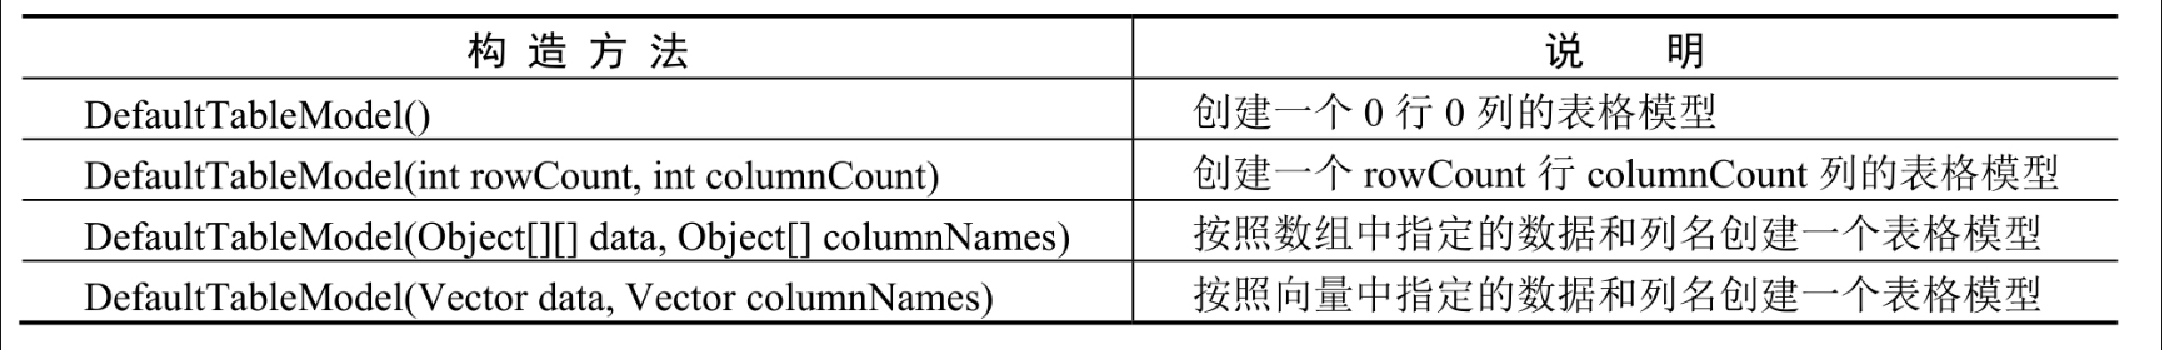 构造方法 说明
DefaultTableModel() 创建一个 0 行 0 列的表格模型
DefaultTableModel(int rowCount, int columnCount) 创建一个 rowCount 行 columnCount 列的表格模型
DefaultTableModel(Object[][] data, Object[] columnNames) 按照数组中指定的数据和列名创建一个表格模型
DefaultTableModel(Vector data, Vector columnNames) 按照向量中指定的数据和列名创建一个表格模型